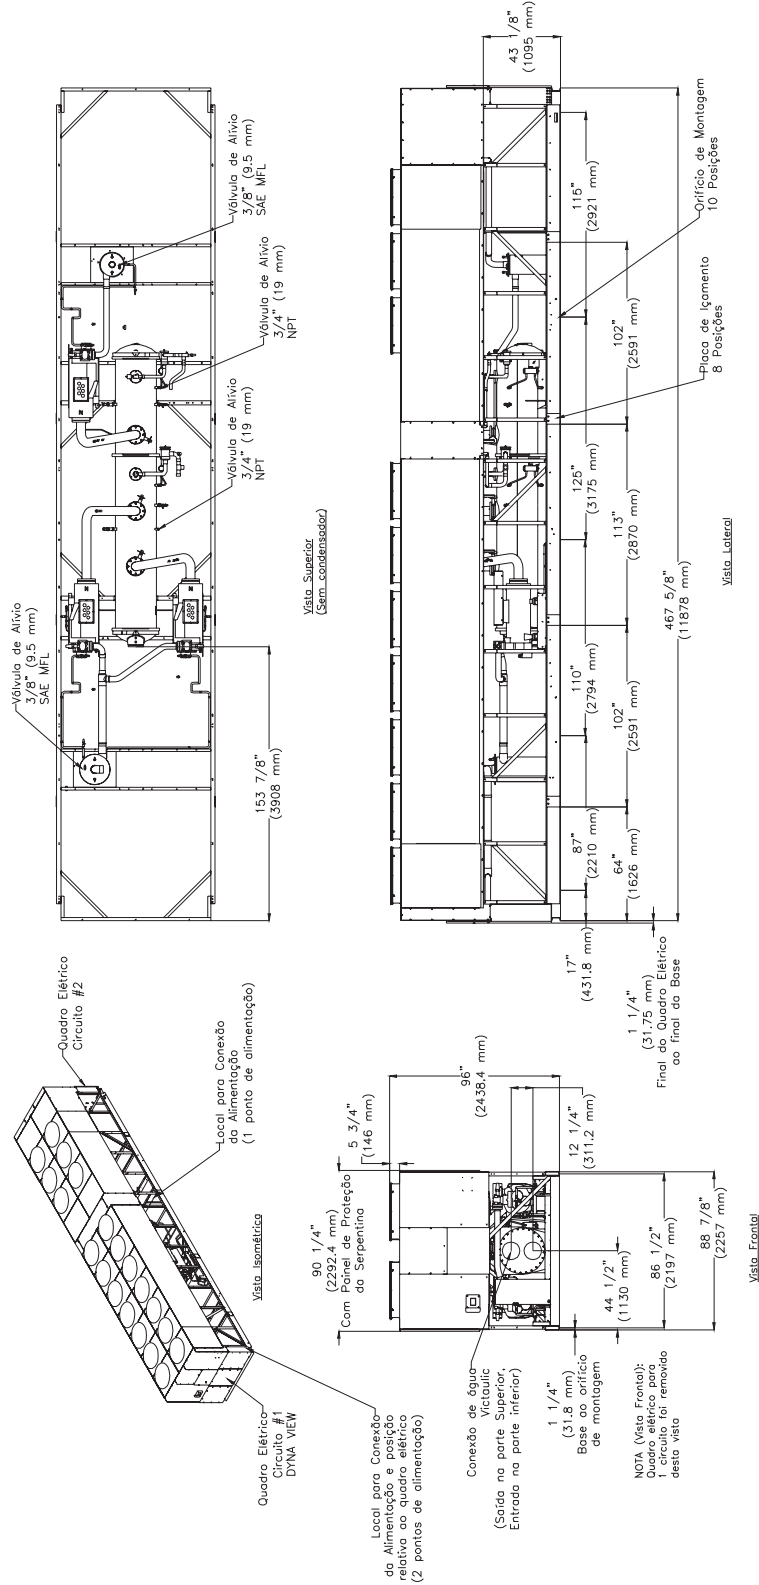 Válvula de Alívio
3/8" (9.5 mm)
SAE MFL
Válvula de Alívio
3/8" (9.5 mm)
SAE MFL
Válvula de Alívio
3/4" (19 mm)
NPT
Válvula de Alívio
3/4" (19 mm)
NPT
153 7/8"
(3908 mm)
Vista Superior
(Sem condensador)
Quadro Elétrico
Circuito #2
Local para Conexão
da Alimentação
(1 ponto de alimentação)
Vista Isométrica
Quadro Elétrico
Circuito #1
DYNA VIEW
Local para Conexão
da Alimentação e posição
relativa ao quadro elétrico
(2 pontos de alimentação)
43 1/8"
(1095 mm)
115"
(2921 mm)
Orifício de Montagem
10 Posições
102"
(2591 mm)
Placa de Içamento
8 Posições
125"
(3175 mm)
113"
(2870 mm)
467 5/8"
(11878 mm)
110"
(2794 mm)
102"
(2591 mm)
87"
(2210 mm)
64"
(1626 mm)
17"
(431.8 mm)
1 1/4"
(31.75 mm)
Final do Quadro Elétrico
ao final da Base
Vista Lateral
96"
(2438.4 mm)
5 3/4"
(146 mm)
90 1/4"
(2292.4 mm)
Com Painel de Proteção
da Serpentina
12 1/4"
(311.2 mm)
44 1/2"
(1130 mm)
86 1/2"
(2197 mm)
88 7/8"
(2257 mm)
Conexão de água
Victaulic
(Saída na parte Superior,
Entrada na parte inferior)
1 1/4"
(31.8 mm)
Base ao orifício
de montagem
NOTA (Vista Frontal):
Quadro elétrico para
1 circuito foi removido
desta vista
Vista Frontal